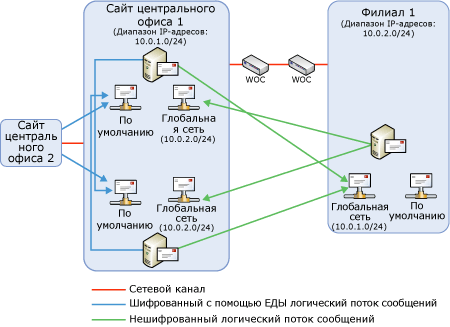 Сайт центрального
офиса 1
(Диапазон IP-адресов:
10.0.1.0/24)
Филиал 1
(Диапазон IP-адресов:
10.0.2.0/24)
WOC
WOC
По
умолчанию
Глобальна
я сеть
(10.0.2.0/24)
Сайт
централь
ного
офиса 2
По
умолчанию
Глобальная
сеть
(10.0.2.0/24)
Глобальная
сеть
(10.0.1.0/24)
По
умолчанию
Сетевой канал
Шифрованный с помощью ЕДЫ логический поток сообщений
Нешифрованный логический поток сообщений